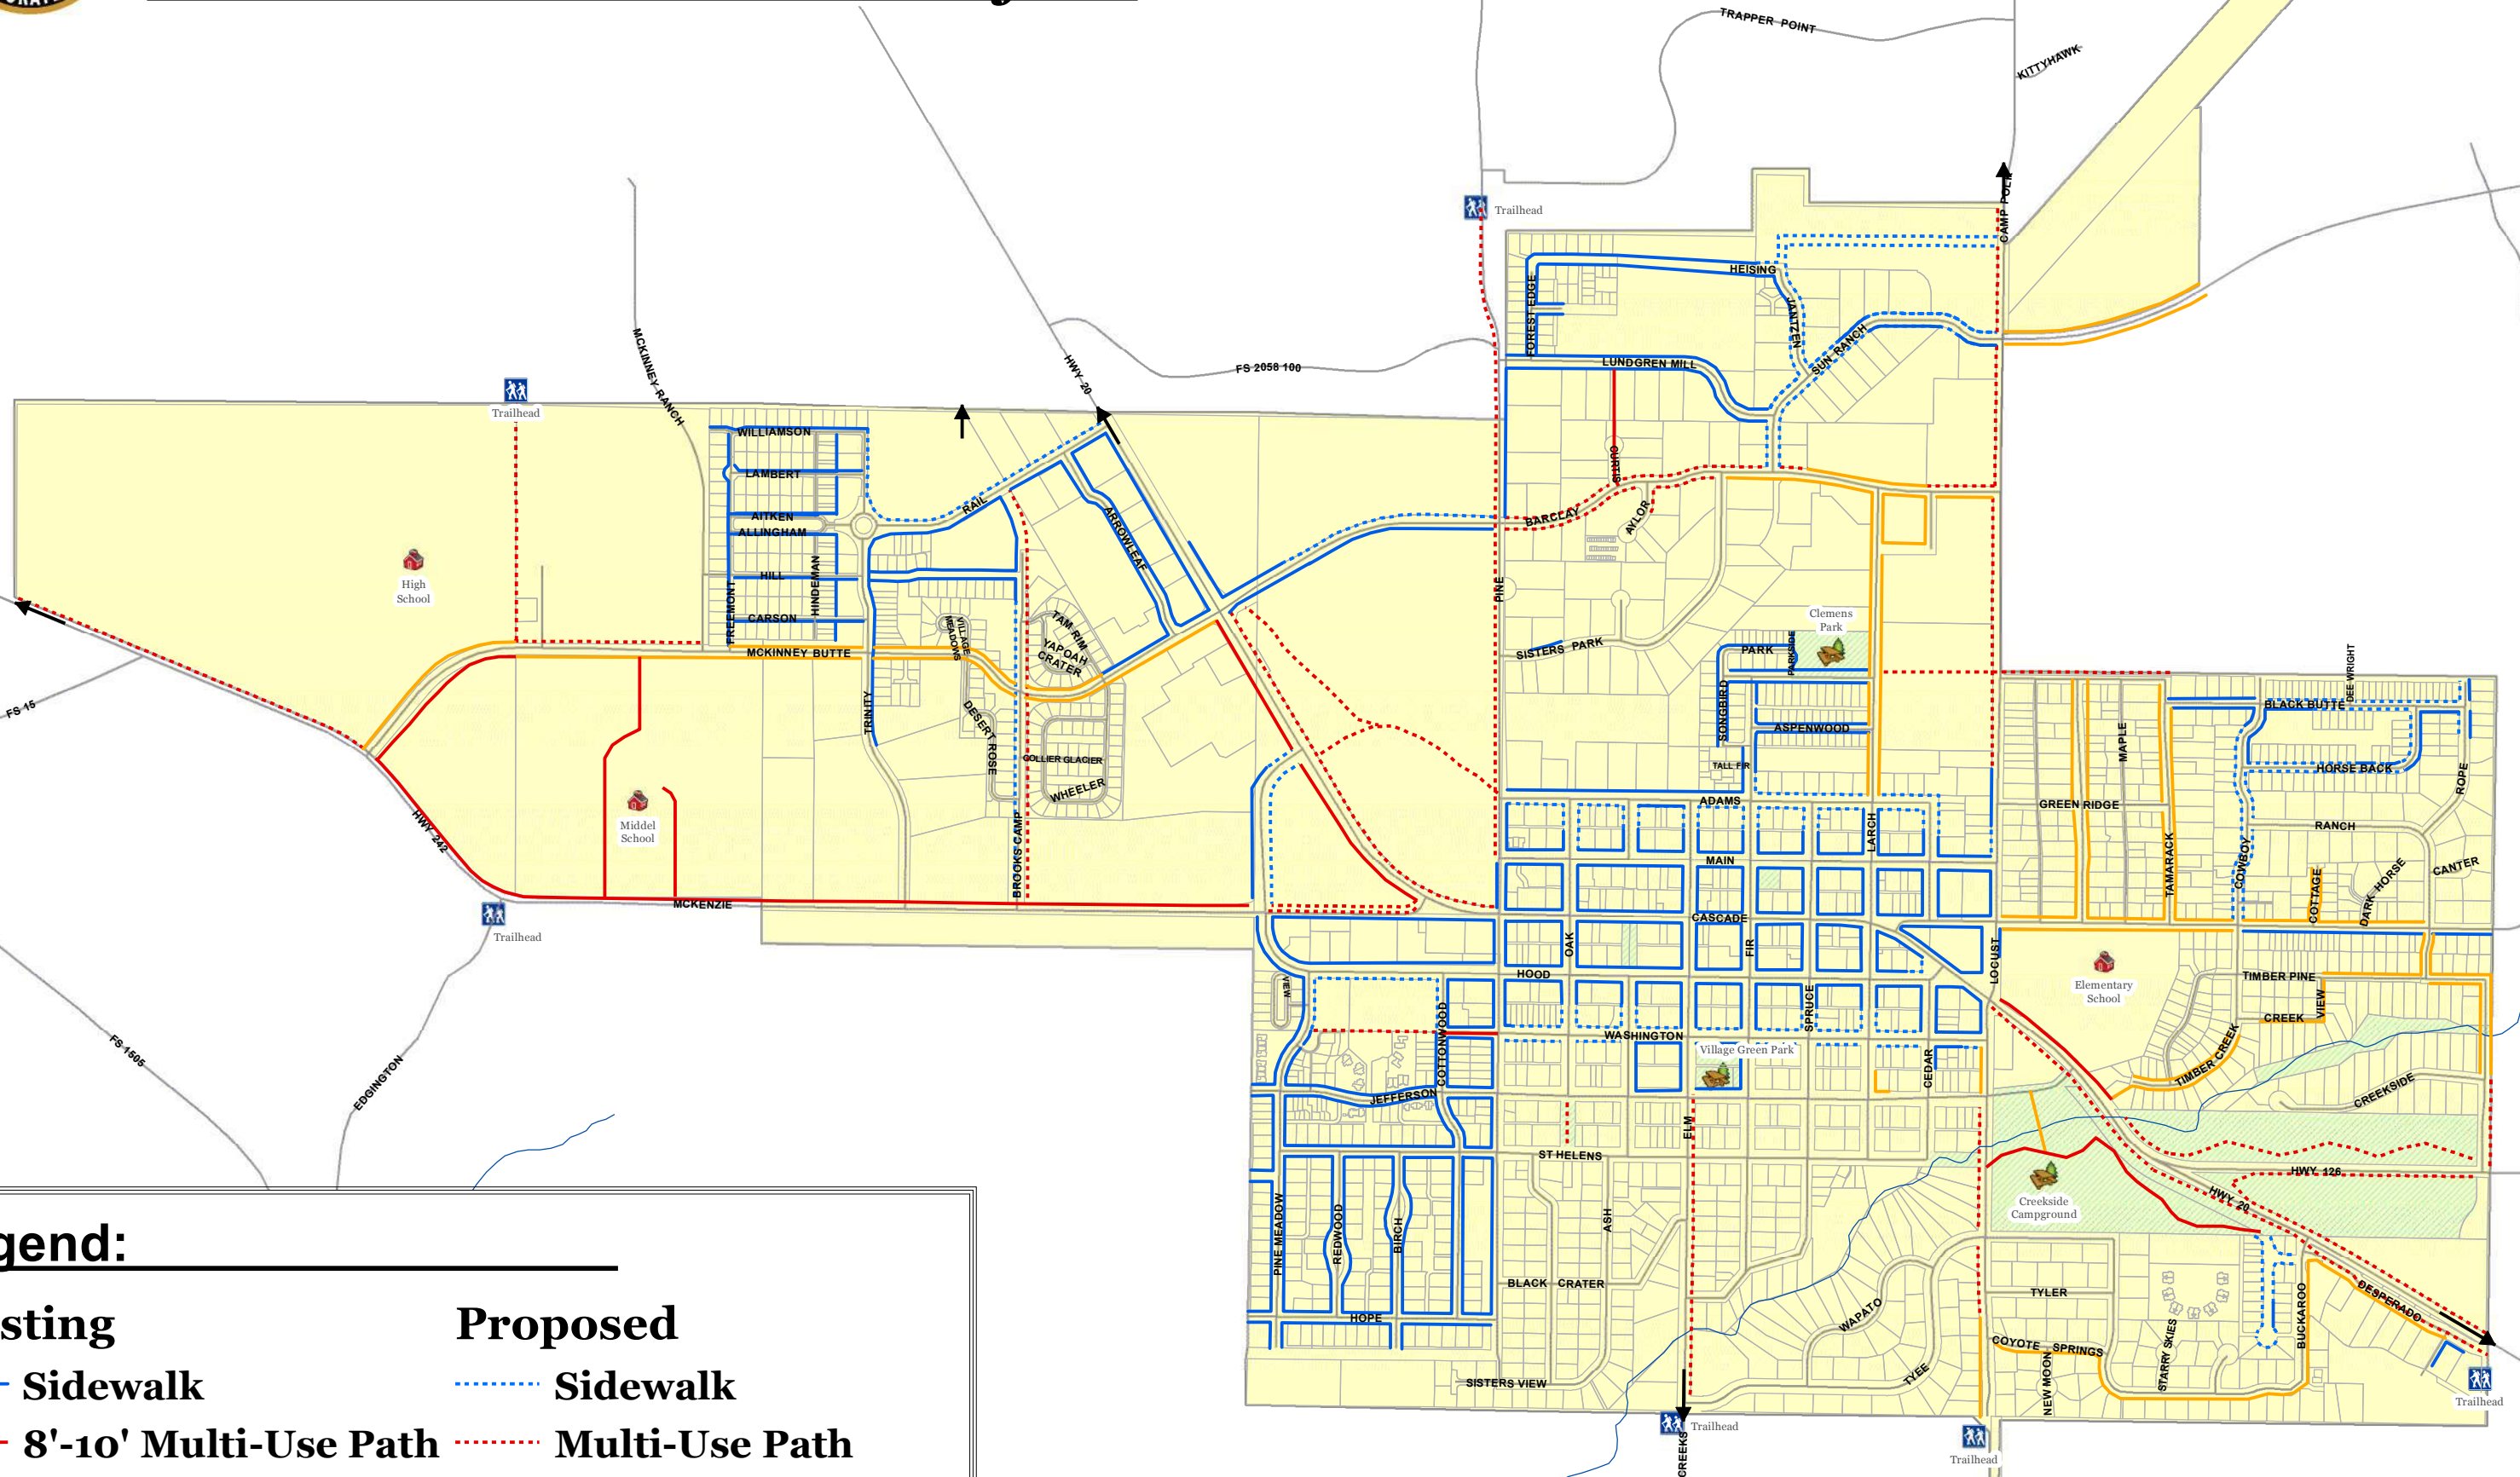 TRAPPER POINT
KITTYHAWK
CAMP POLK
Trailhead
HEISING
FOREST EDGE
JANTZEN
SUN RANCH
LUNDGREN MILL
MCKINNEY RANCH
HWY 20
FS 2058 100
Trailhead
WILLIAMSON
LAMBERT
AITKEN
ALLINGHAM
HILL
HINDEMAN
FREEMONT
CARSON
RAIL
ARROWLEAF
CURTIS
BARCLAY
AYLOR
PINE
High
School
MCKINNEY BUTTE
VILLAGE
MEADOWS
TAM RIM
YAPOAH
CRATER
SISTERS PARK
Clemens
Park
PARK
PARKSIDE
SONGBIRD
ASPENWOOD
TALL FIR
FS 15
TRINITY
DESERT ROSE
COLLIER GLACIER
WHEELER
BROOKS CAMP
DEE WRIGHT
BLACK BUTTE
HORSE BACK
MAPLE
GREEN RIDGE
ROPE
RANCH
TAMARACK
COWBOY
COTTAGE
DARK HORSE
CANTER
ADAMS
LARCH
MAIN
CASCADE
Middel
School
HWY 242
MCKENZIE
Trailhead
OAK
FIR
HOOD
LOCUST
Elementary
School
TIMBER PINE
VIEW
CREEK
VIEW
COTTONWOOD
SPRUCE
WASHINGTON
Village Green Park
CEDAR
TIMBER CREEK
CREEKSIDE
JEFFERSON
ELM
ST HELENS
FS 1505
EDGINGTON
HWY 126
HWY 20
Creekside
Campground
PINE MEADOW
REDWOOD
BIRCH
ASH
BLACK CRATER
HOPE
WAPATO
TYEE
TYLER
COYOTE SPRINGS
NEW MOON
STARRY SKIES
BUCKAROO
DESPERADO
SISTERS VIEW
Trailhead
Trailhead
Trailhead
CREEKS
gend:
sting Proposed
Sidewalk Sidewalk
8'-10' Multi-Use Path Multi-Use Path